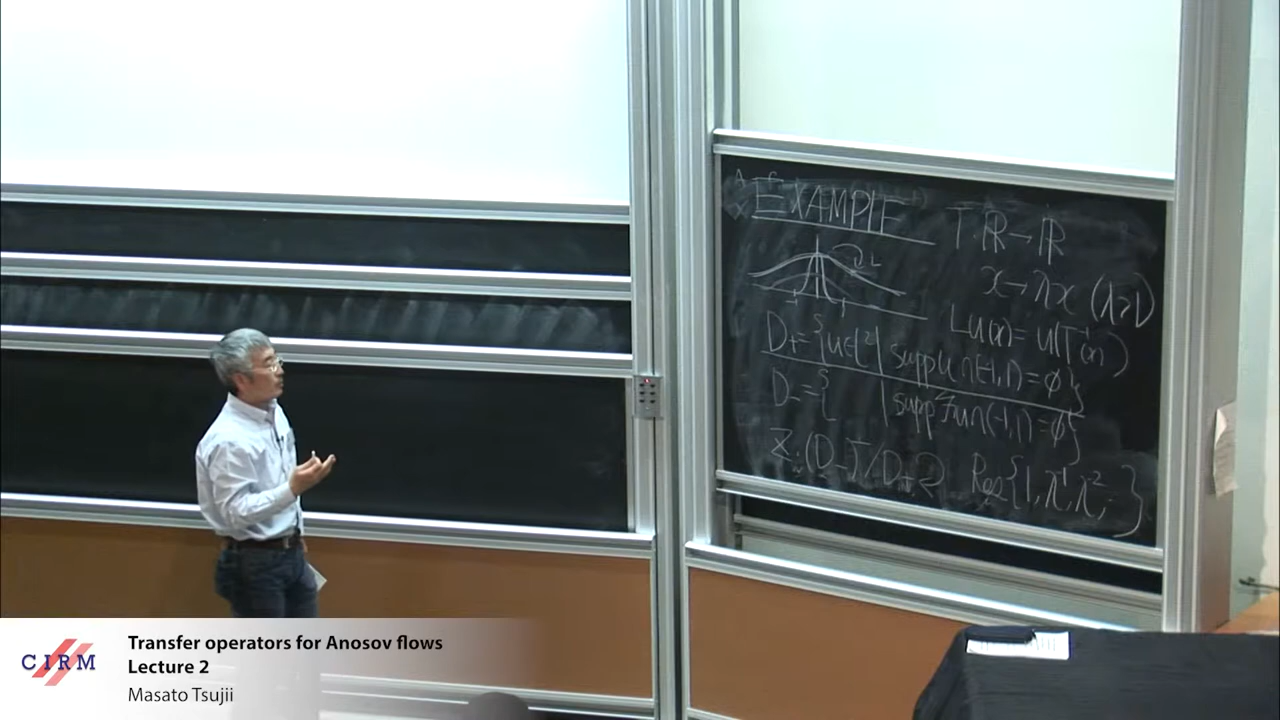 EXAMPLE T: ℝ → ℝ
x → λx (λ>1)
L
Lu(x) = u(T⁻¹(x))
D₊ = {u∈L² | supp u ∩ (-1,1) = ϕ}
D₋ = { | supp ℱu ∩ (-1,1) = ϕ}
(D₋)⊥/D₊
{1, λ⁻¹, λ⁻², }
CIRM
Transfer operators for Anosov flows
Lecture 2
Masato Tsujii